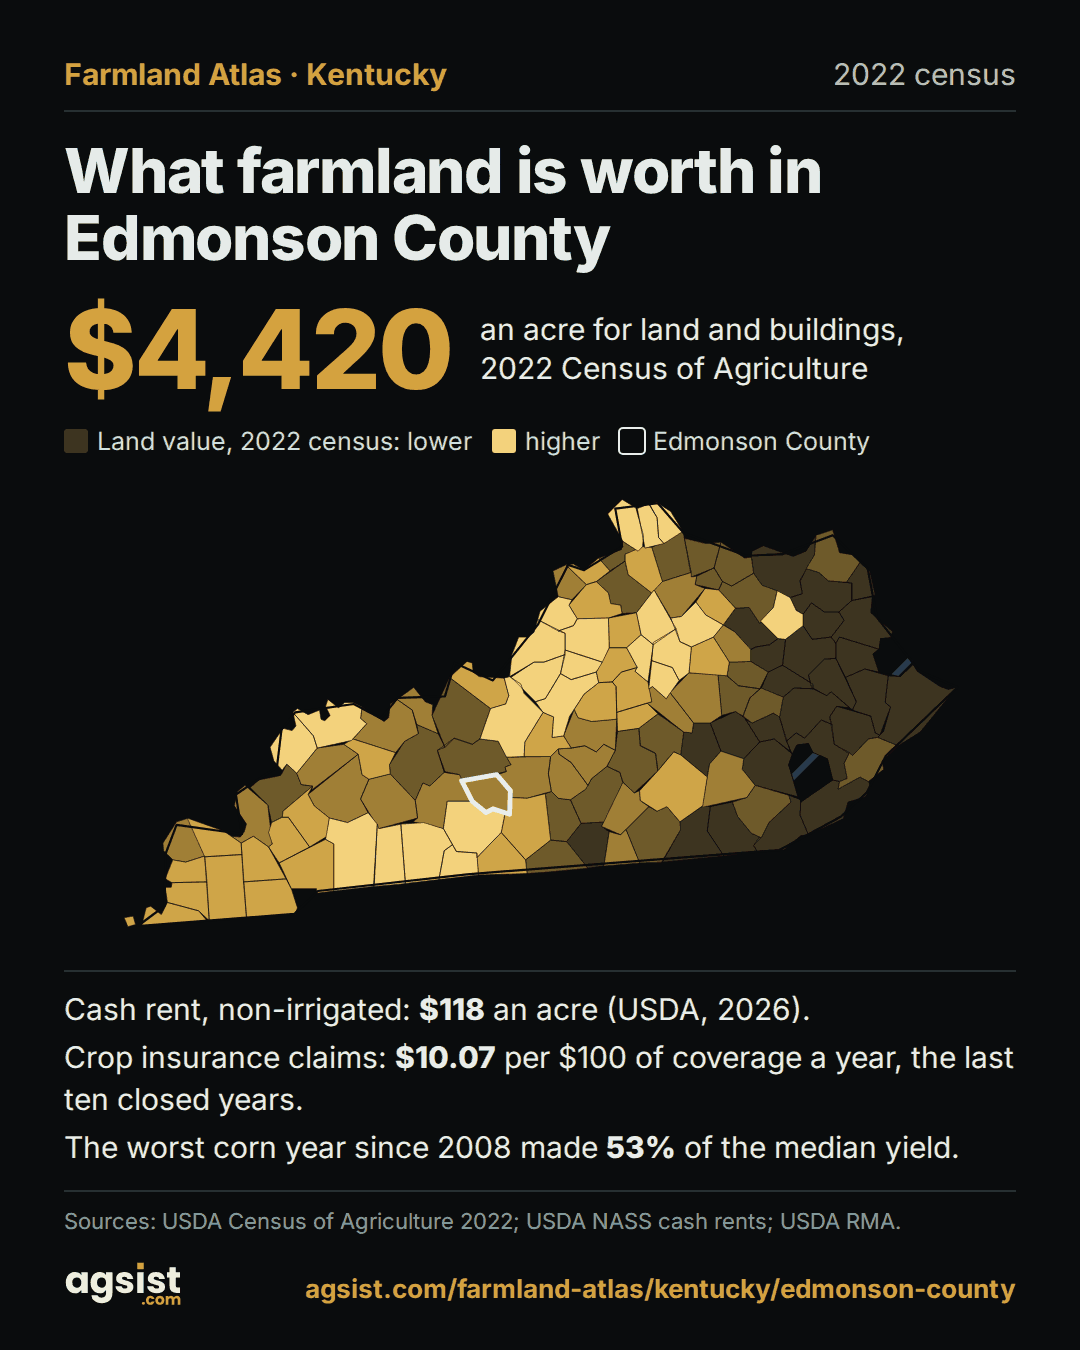 Farmland Atlas · Kentucky
2022 census
What farmland is worth in
Edmonson County
$4,420
an acre for land and buildings,
2022 Census of Agriculture
Land value, 2022 census: lower
higher
Edmonson County
Cash rent, non-irrigated: $118 an acre (USDA, 2026).
Crop insurance claims: $10.07 per $100 of coverage a year, the last
ten closed years.
The worst corn year since 2008 made 53% of the median yield.
Sources: USDA Census of Agriculture 2022; USDA NASS cash rents; USDA RMA.
agsist
.com
agsist.com/farmland-atlas/kentucky/edmonson-county